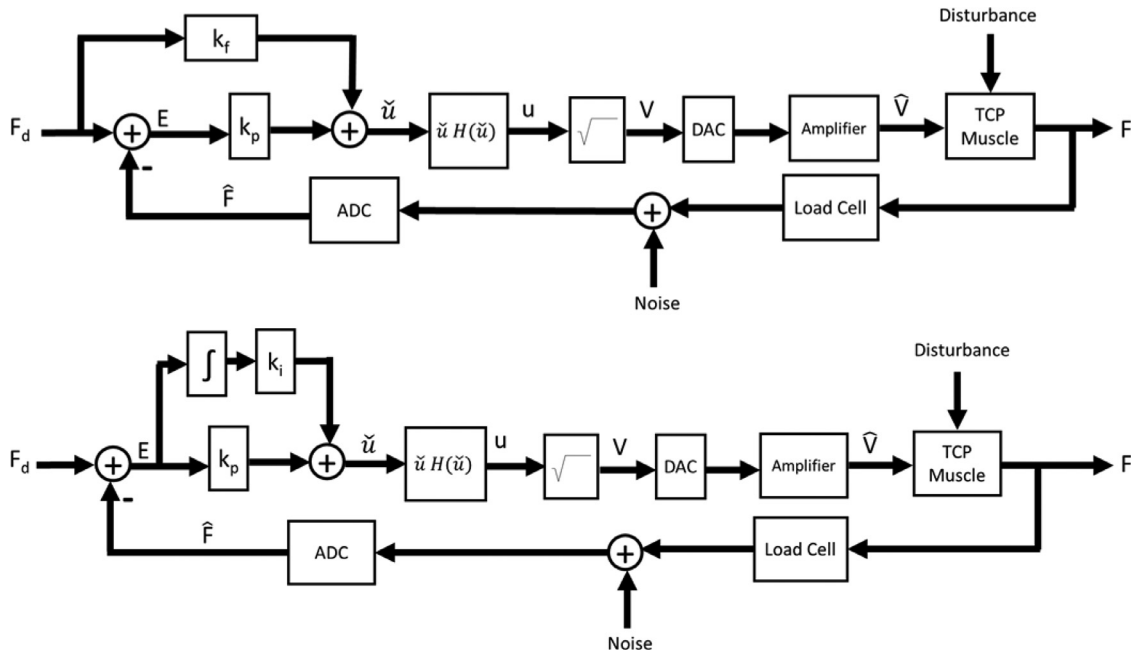 Disturbance
k_f
F_d
E
k_p
ǔ
ǔ H(ǔ)
u
√
V
DAC
Amplifier
V̂
TCP
Muscle
F
-
F̂
ADC
Load Cell
Noise
∫
k_i
Disturbance
F_d
E
k_p
ǔ
ǔ H(ǔ)
u
√
V
DAC
Amplifier
V̂
TCP
Muscle
F
-
F̂
ADC
Load Cell
Noise